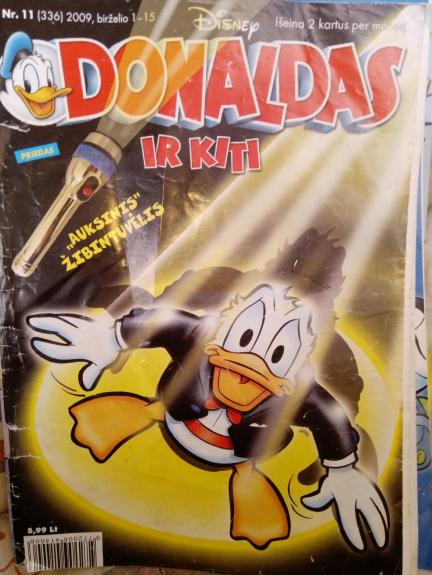 Nr. 11 (336) 2009, birželio 1-15
DISNEY
Išeina 2 kartus per
DONALDAS
IR KITI
PRIEDAS
„AUKSINIS“
ŽIBINTUVĖLIS
5,99 Lt
9772006414006